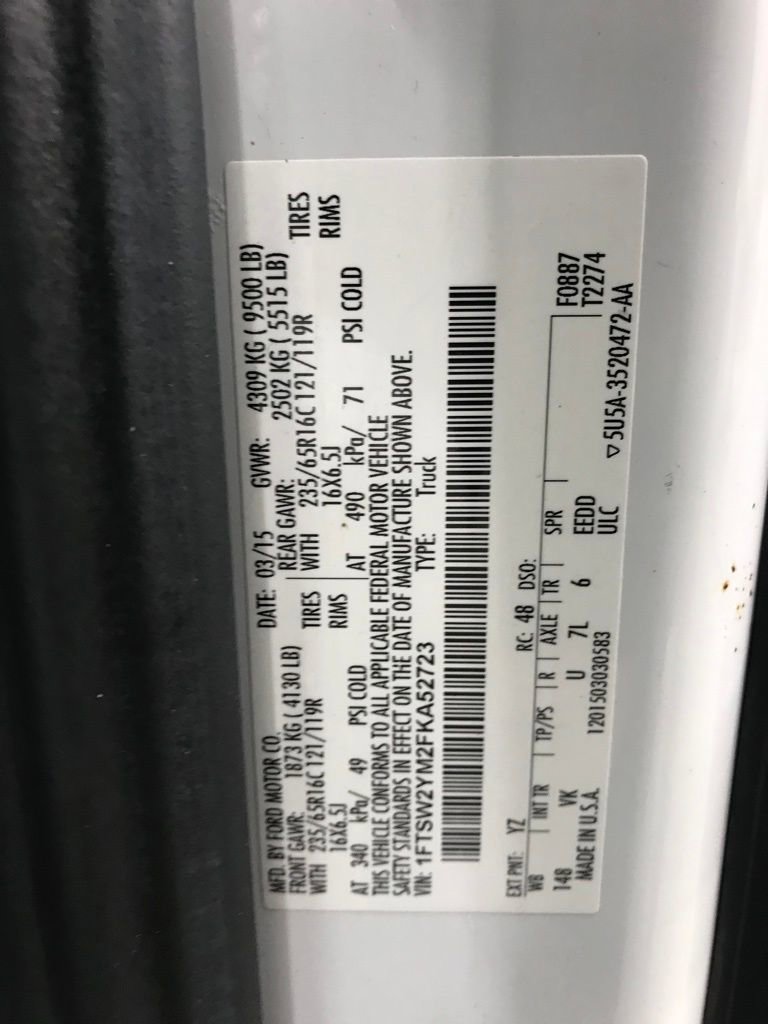 MFD. BY FORD MOTOR CO. DATE: 03/15 GVWR: 4309 KG ( 9500 LB)
FRONT GAWR: 1873 KG ( 4130 LB) REAR GAWR: 2502 KG ( 5515 LB)
WITH 235/65R16C 121/119R TIRES WITH 235/65R16C 121/119R TIRES
16X6.5J RIMS 16X6.5J RIMS
AT 340 kPa/ 49 PSI COLD AT 490 kPa/ 71 PSI COLD
THIS VEHICLE CONFORMS TO ALL APPLICABLE FEDERAL MOTOR VEHICLE
SAFETY STANDARDS IN EFFECT ON THE DATE OF MANUFACTURE SHOWN ABOVE.
VIN: 1FTSW2YM2FKA52723 TYPE: Truck
EXT PNT: YZ RC: 48 DSO:
WB INT TR TP/PS R AXLE TR SPR F0887
148 VK U 7L 6 EEDD T2274
MADE IN U.S.A. 1201503030583 ULC ▽ 5U5A-3520472-AA